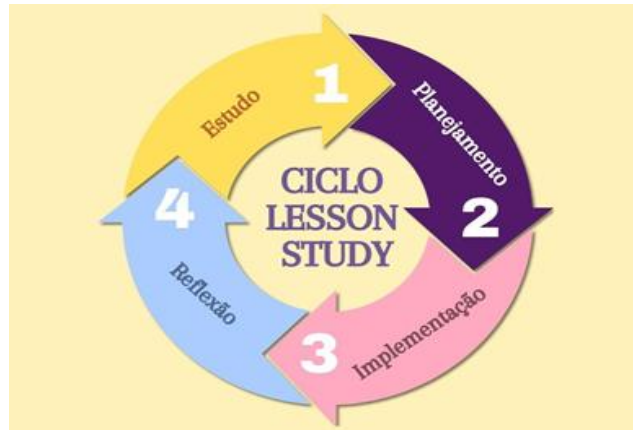 CICLO
LESSON
STUDY
1
Estudo
2
Planejamento
3
Implementação
4
Reflexão